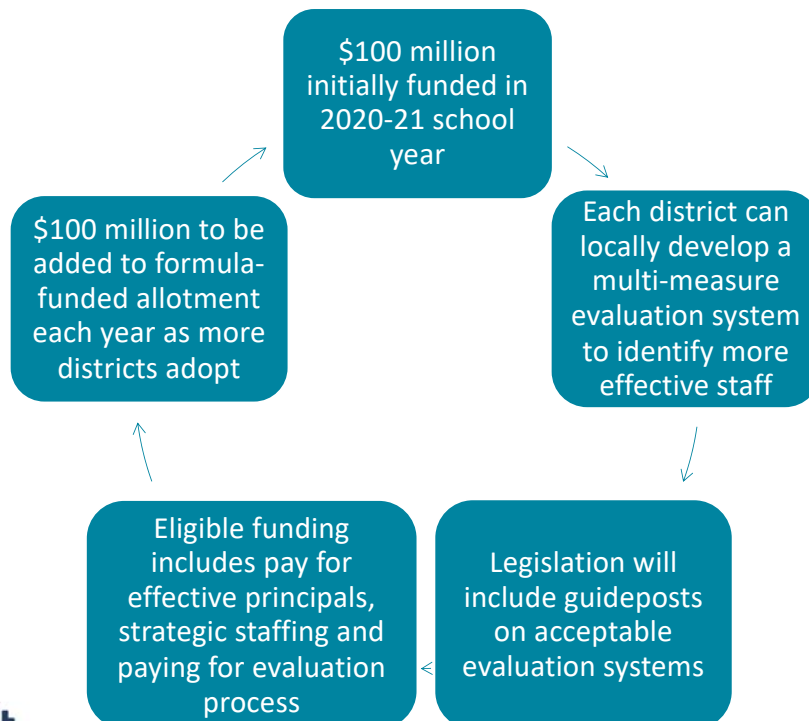 $100 million
initially funded in
2020-21 school
year
Each district can
locally develop a
multi-measure
evaluation system
to identify more
effective staff
Legislation will
include guideposts
on acceptable
evaluation systems
Eligible funding
includes pay for
effective principals,
strategic staffing and
paying for evaluation
process
$100 million to be
added to formula-
funded allotment
each year as more
districts adopt